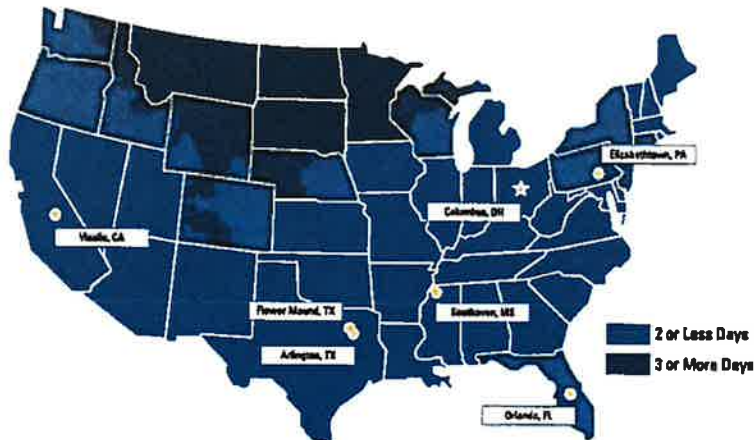 Elizabethtown, PA
Columbus, OH
Visalia, CA
Flower Mound, TX
Southaven, MS
Arlington, TX
2 or Less Days
3 or More Days
Orlando, FL